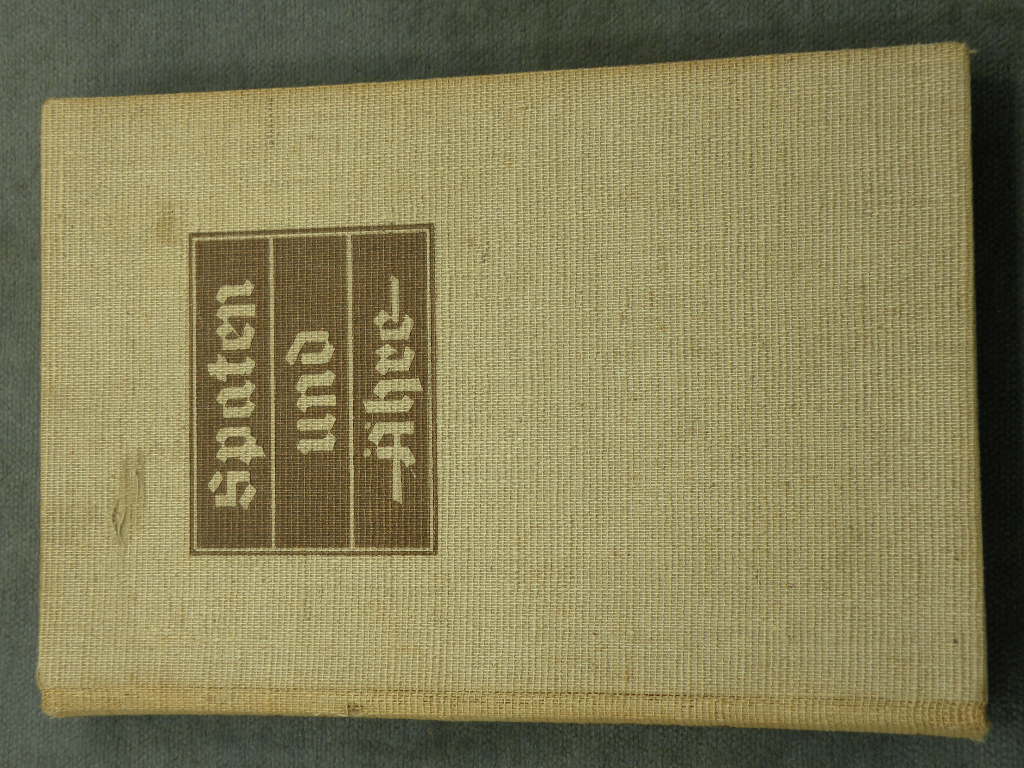 Spaten
und
Ähre